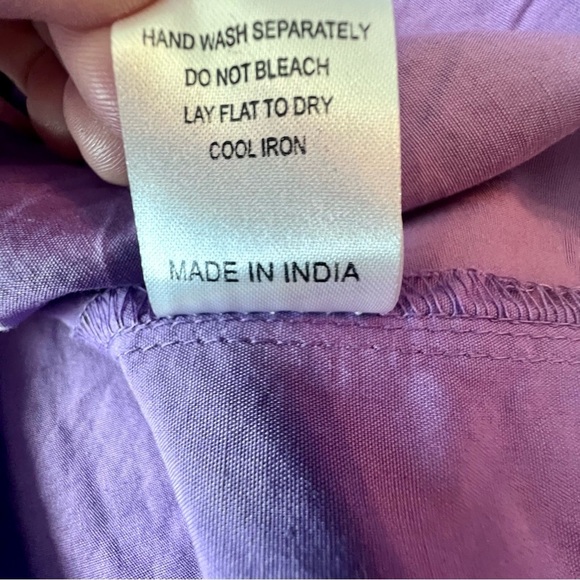 HAND WASH SEPARATELY
DO NOT BLEACH
LAY FLAT TO DRY
COOL IRON
MADE IN INDIA